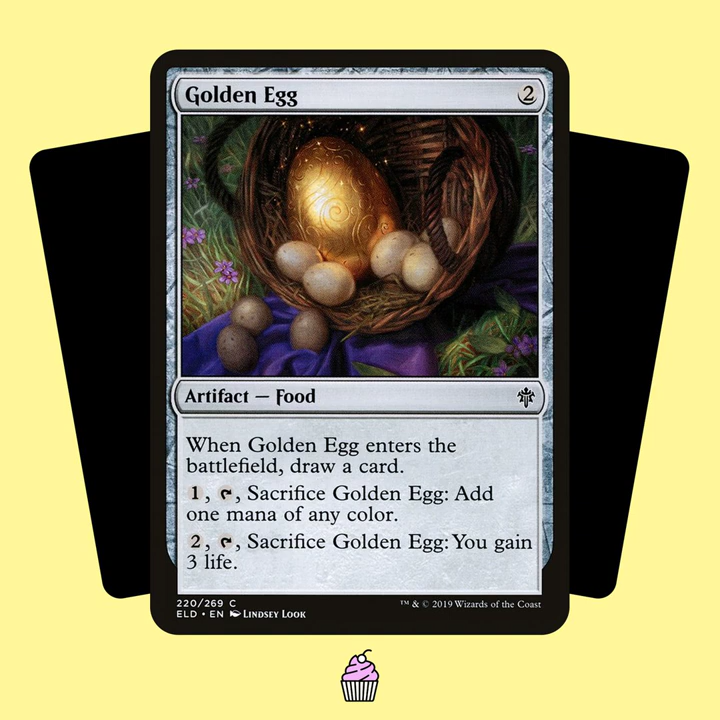 Golden Egg 2
Artifact — Food
When Golden Egg enters the
battlefield, draw a card.
1, , Sacrifice Golden Egg: Add
one mana of any color.
2, , Sacrifice Golden Egg: You gain
3 life.
220/269 C
ELD • EN Lindsey Look
™ & © 2019 Wizards of the Coast